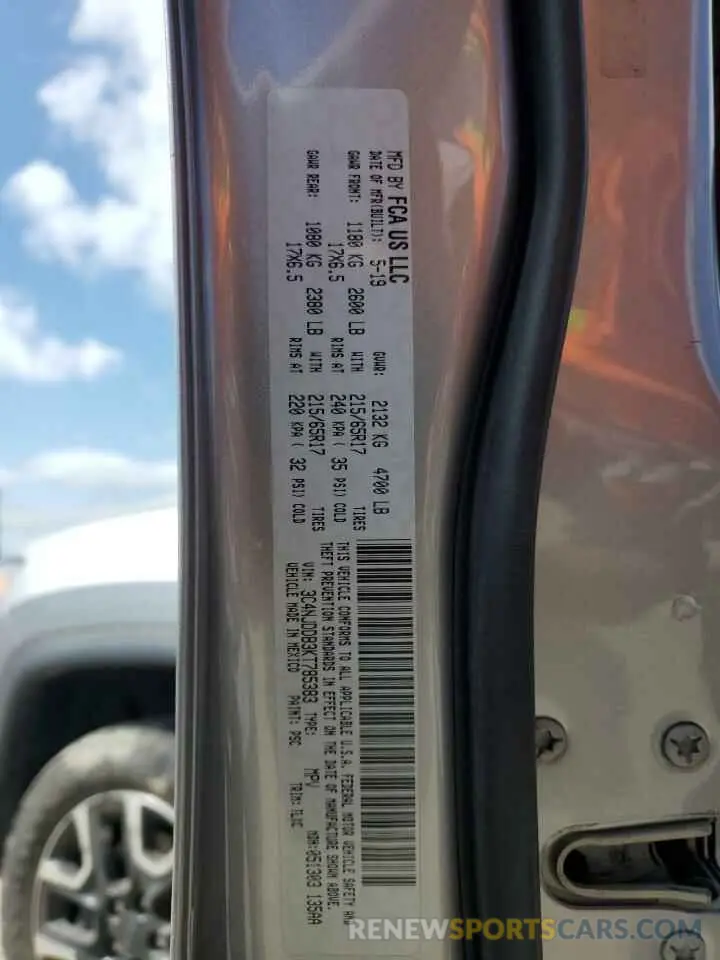 MFD BY FCA US LLC
DATE OF MFR(BUILT): 5-19 GVWR: 2132 KG 4700 LB
GAWR FRONT: 1180 KG 2600 LB WITH 215/65R17 TIRES
17X6.5 RIMS AT 240 KPA ( 35 PSI) COLD
GAWR REAR: 1080 KG 2380 LB WITH 215/65R17 TIRES
17X6.5 RIMS AT 220 KPA ( 32 PSI) COLD
THIS VEHICLE CONFORMS TO ALL APPLICABLE U.S.A. FEDERAL MOTOR VEHICLE SAFETY AND
THEFT PREVENTION STANDARDS IN EFFECT ON THE DATE OF MANUFACTURE SHOWN ABOVE.
VIN: 3C4NJDDB3KT785383 TYPE: MPV MDH:051303 135AA
VEHICLE MADE IN MEXICO PAINT: PSC TRIM:
RENEWSPORTSCARS.COM